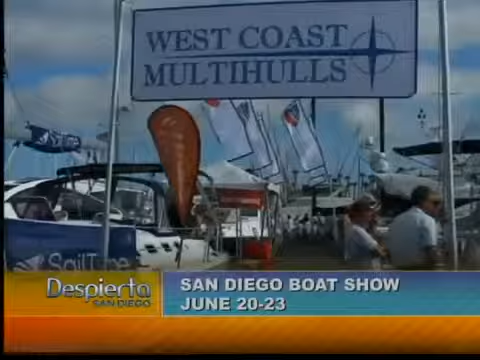 WEST COAST
MULTIHULLS
SailTime
Despierta
SAN DIEGO
SAN DIEGO BOAT SHOW
JUNE 20-23